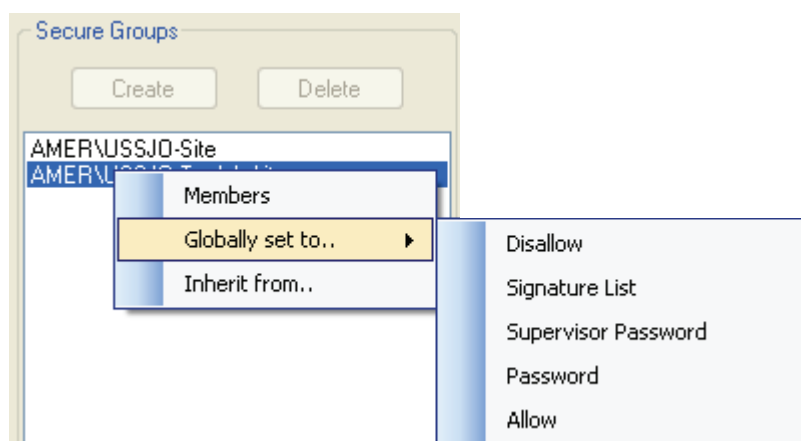 Secure Groups
Create Delete
AMER\USSJO-Site
Members
Globally set to..
Inherit from..
Disallow
Signature List
Supervisor Password
Password
Allow